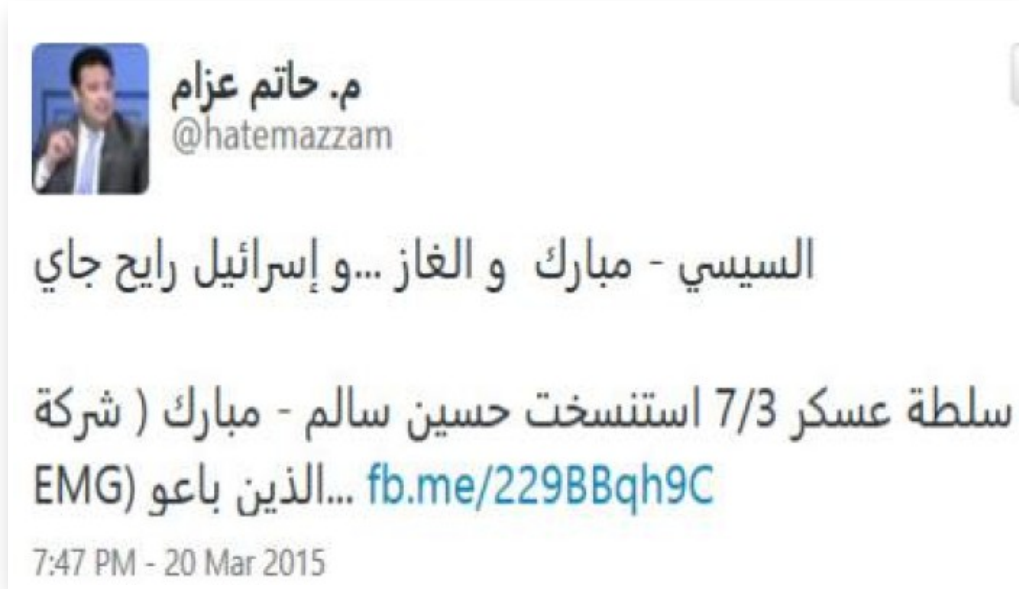 م. حاتم عزام
@hatemazzam
السيسي - مبارك و الغاز ...و إسرائيل رايح جاي
سلطة عسكر 7/3 استنسخت حسين سالم - مبارك ( شركة
EMG) الذين باعو... fb.me/229BBqh9C
7:47 PM - 20 Mar 2015